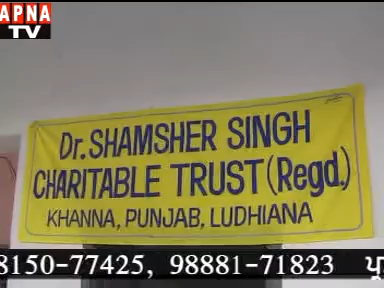 APNA
TV
Dr. SHAMSHER SINGH
CHARITABLE TRUST (Regd.)
KHANNA, PUNJAB, LUDHIANA
8150-77425, 98881-71823